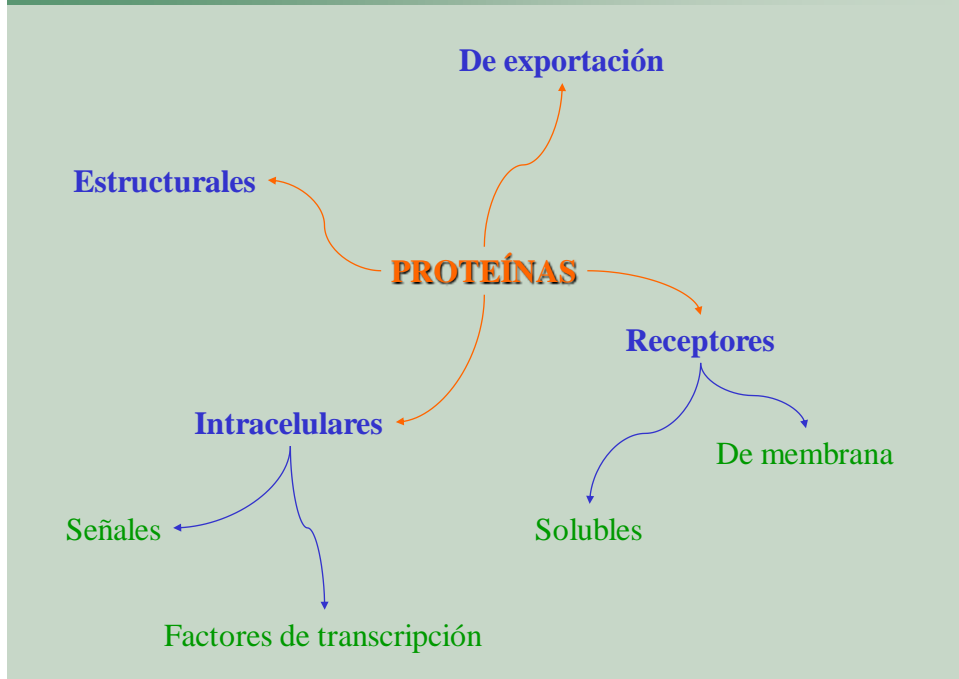 De exportación
Estructurales
PROTEÍNAS
Receptores
Intracelulares
De membrana
Señales
Solubles
Factores de transcripción